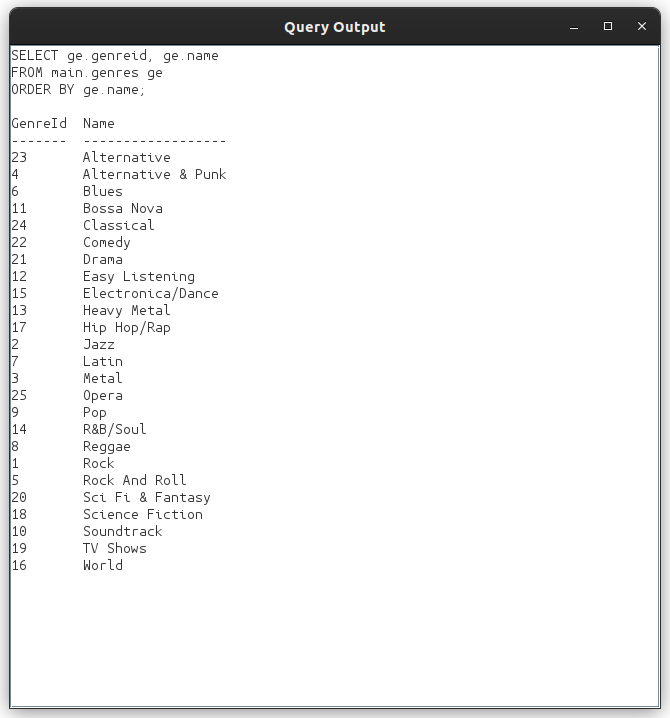 Query Output
SELECT ge.genreid, ge.name
FROM main.genres ge
ORDER BY ge.name;
GenreId  Name
-------  ------------------
23       Alternative
4        Alternative & Punk
6        Blues
11       Bossa Nova
24       Classical
22       Comedy
21       Drama
12       Easy Listening
15       Electronica/Dance
13       Heavy Metal
17       Hip Hop/Rap
2        Jazz
7        Latin
3        Metal
25       Opera
9        Pop
14       R&B/Soul
8        Reggae
1        Rock
5        Rock And Roll
20       Sci Fi & Fantasy
18       Science Fiction
10       Soundtrack
19       TV Shows
16       World